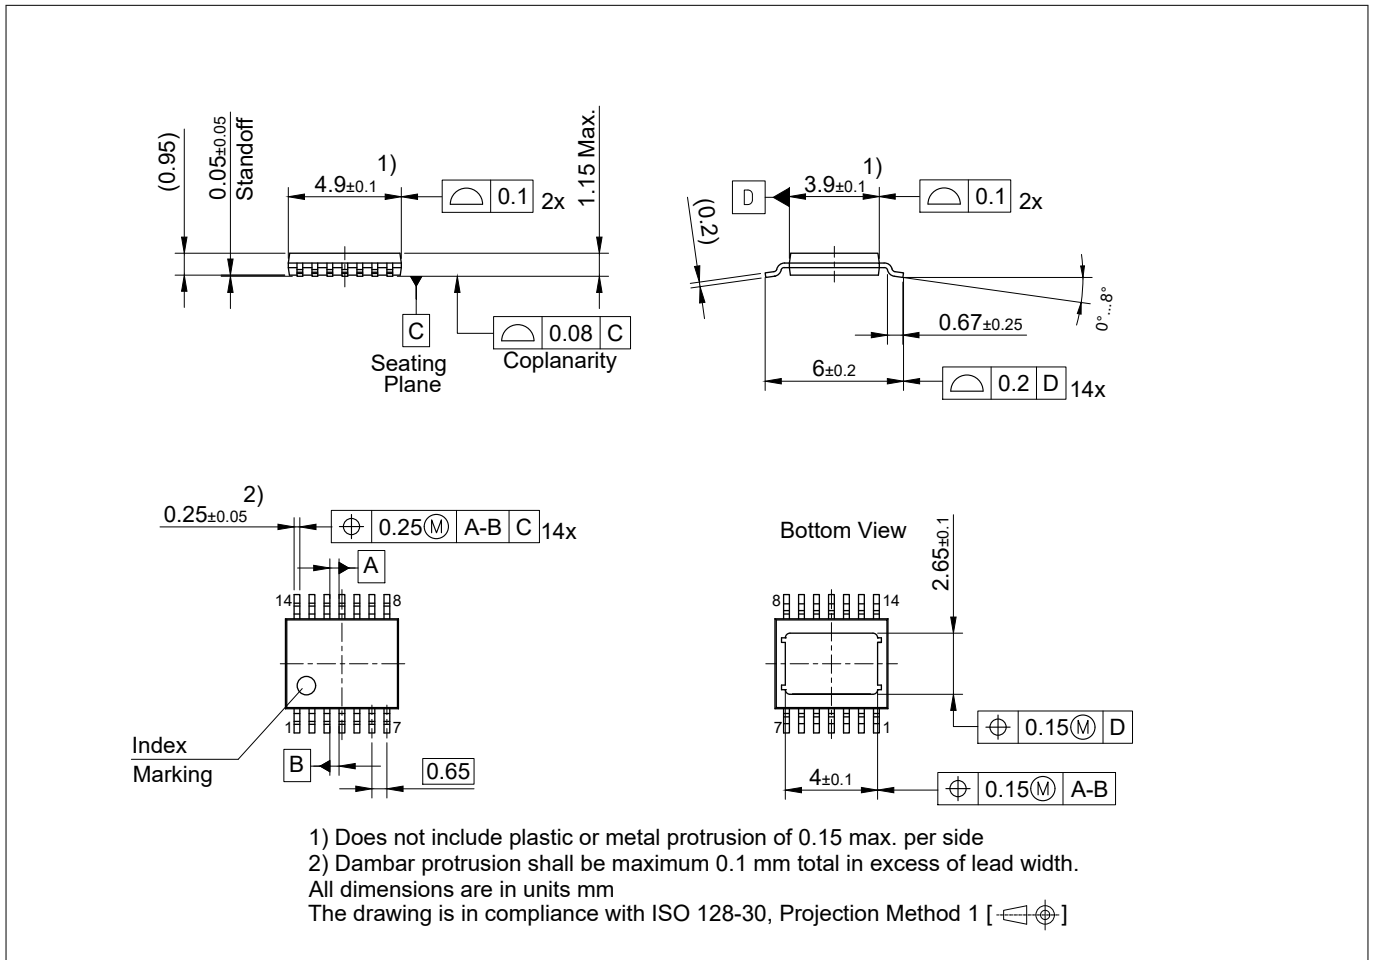 (0.95)
0.05±0.05
Standoff
1)
4.9±0.1
0.1
2x
1.15 Max.
C
Seating
Plane
0.08 C
Coplanarity
D
1)
3.9±0.1
0.1
2x
(0.2)
0°...8°
0.67±0.25
6±0.2
0.2 D
14x
2)
0.25±0.05
0.25Ⓜ A-B C
14x
A
14
8
1
7
Index
Marking
B
0.65
Bottom View
2.65±0.1
8
14
7
1
0.15Ⓜ D
4±0.1
0.15Ⓜ A-B
1) Does not include plastic or metal protrusion of 0.15 max. per side
2) Dambar protrusion shall be maximum 0.1 mm total in excess of lead width.
All dimensions are in units mm
The drawing is in compliance with ISO 128-30, Projection Method 1 [ ]